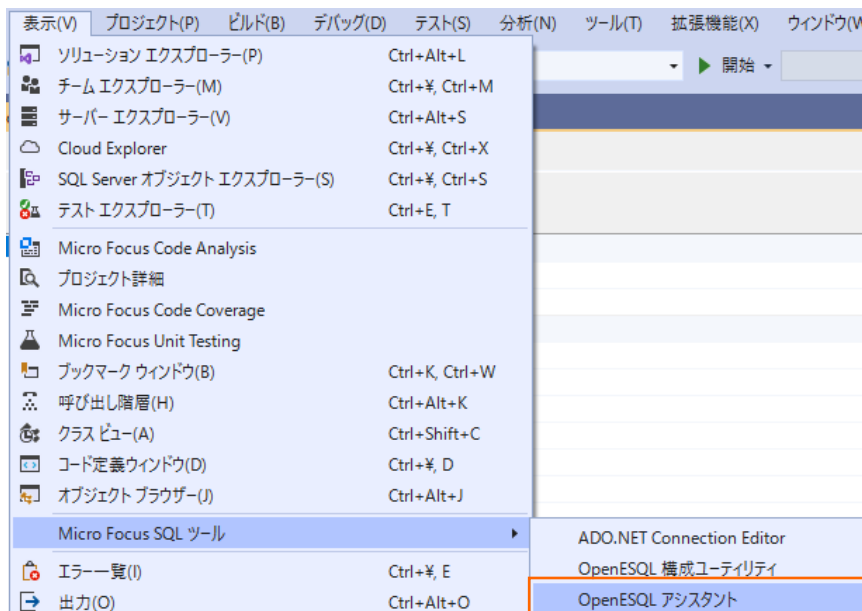 表示(V) プロジェクト(P) ビルド(B) デバッグ(D) テスト(S) 分析(N) ツール(T) 拡張機能(X) ウィンドウ(W
開始
ソリューション エクスプローラー(P) Ctrl+Alt+L
チーム エクスプローラー(M) Ctrl+¥, Ctrl+M
サーバー エクスプローラー(V) Ctrl+Alt+S
Cloud Explorer Ctrl+¥, Ctrl+X
SQL Server オブジェクト エクスプローラー(S) Ctrl+¥, Ctrl+S
テスト エクスプローラー(T) Ctrl+E, T
Micro Focus Code Analysis
プロジェクト詳細
Micro Focus Code Coverage
Micro Focus Unit Testing
ブックマーク ウィンドウ(B) Ctrl+K, Ctrl+W
呼び出し階層(H) Ctrl+Alt+K
クラス ビュー(A) Ctrl+Shift+C
コード定義ウィンドウ(D) Ctrl+¥, D
オブジェクト ブラウザー(J) Ctrl+Alt+J
Micro Focus SQL ツール
ADO.NET Connection Editor
エラー一覧(I) Ctrl+¥, E
OpenESQL 構成ユーティリティ
出力(O) Ctrl+Alt+O
OpenESQL アシスタント